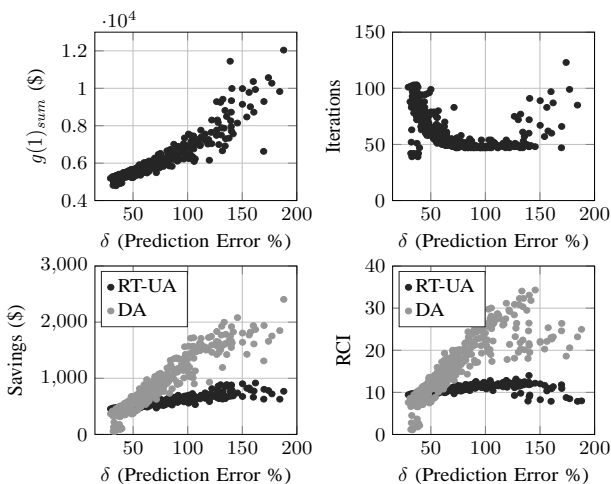 ·10⁴
1.2
1
0.8
0.6
0.4
g(1)sum ($)
50 100 150 200
δ (Prediction Error %)
150
100
50
0
Iterations
50 100 150 200
δ (Prediction Error %)
3,000
2,000
1,000
0
Savings ($)
RT-UA
DA
50 100 150 200
δ (Prediction Error %)
40
30
20
10
0
RCI
RT-UA
DA
50 100 150 200
δ (Prediction Error %)